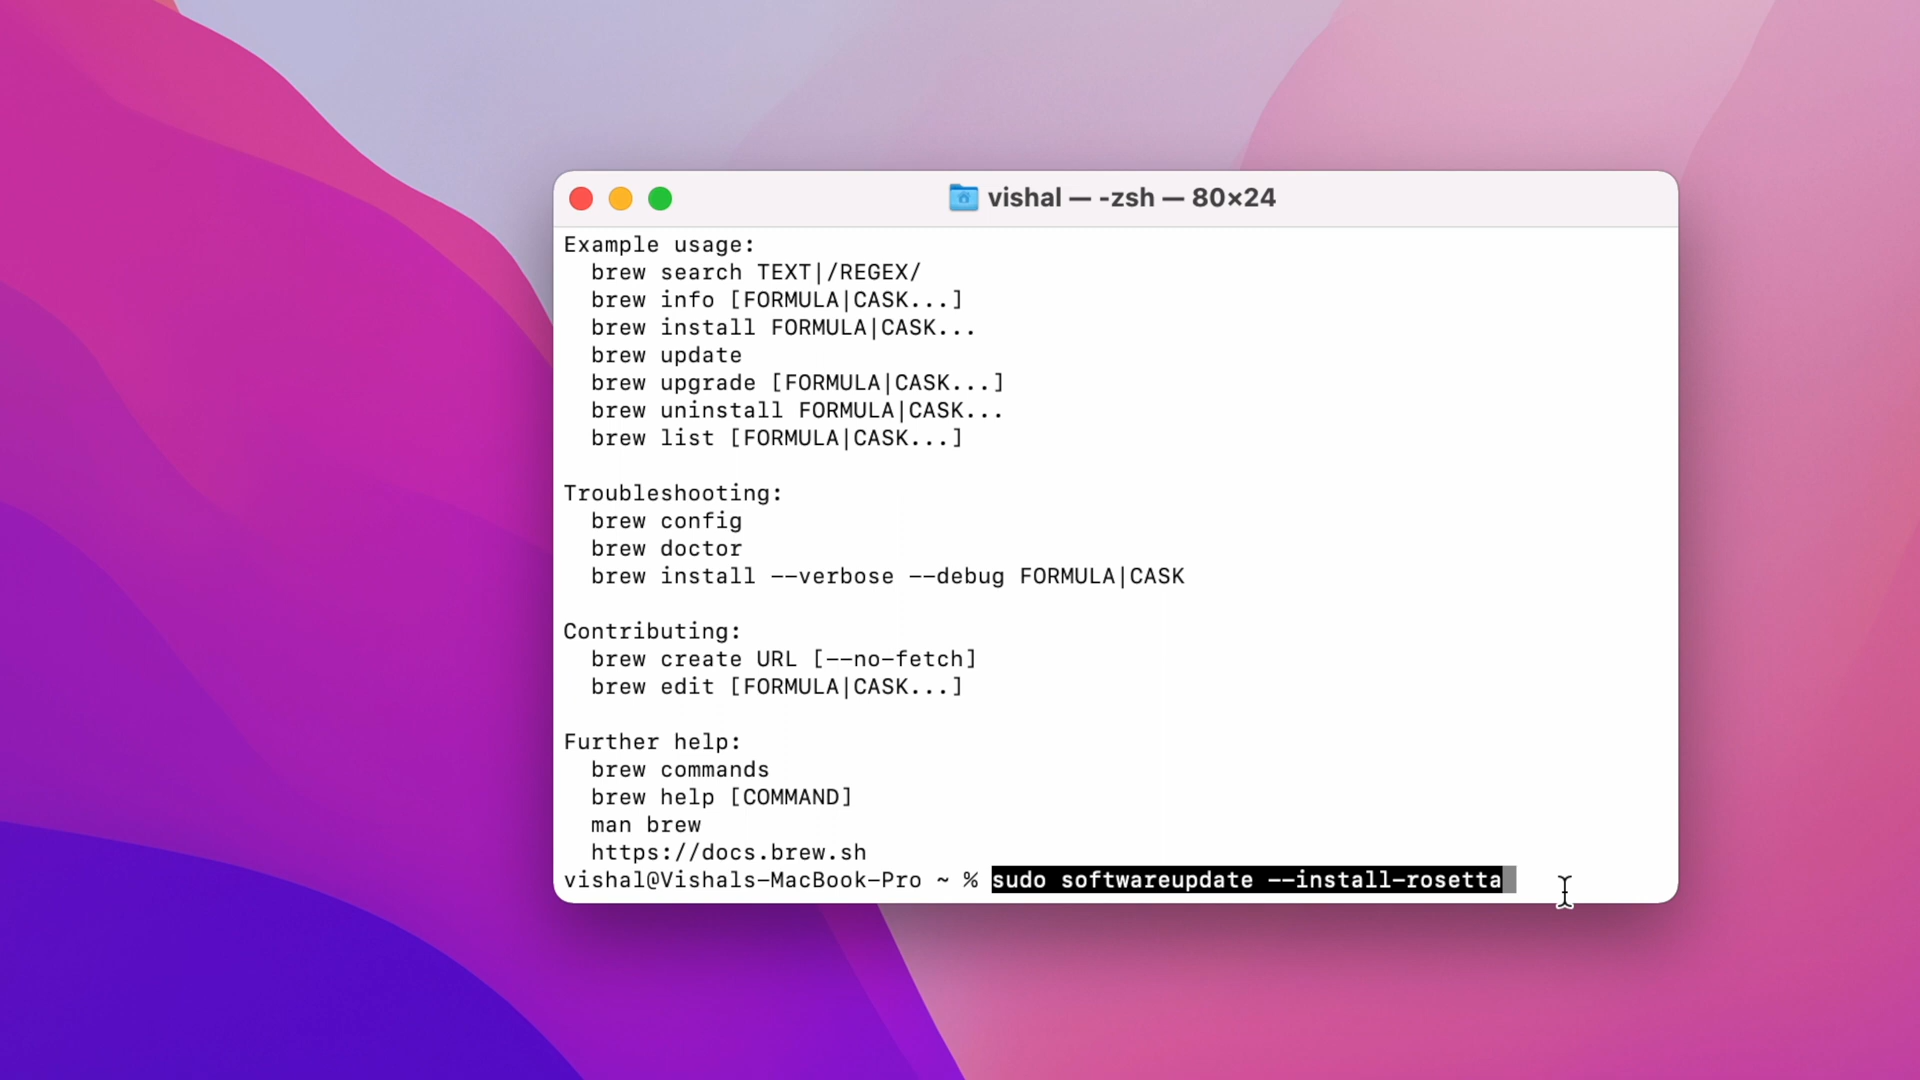 vishal — -zsh — 80×24
Example usage:
  brew search TEXT|/REGEX/
  brew info [FORMULA|CASK...]
  brew install FORMULA|CASK...
  brew update
  brew upgrade [FORMULA|CASK...]
  brew uninstall FORMULA|CASK...
  brew list [FORMULA|CASK...]
Troubleshooting:
  brew config
  brew doctor
  brew install --verbose --debug FORMULA|CASK
Contributing:
  brew create URL [--no-fetch]
  brew edit [FORMULA|CASK...]
Further help:
  brew commands
  brew help [COMMAND]
  man brew
  https://docs.brew.sh
vishal@Vishals-MacBook-Pro ~ % sudo softwareupdate --install-rosetta